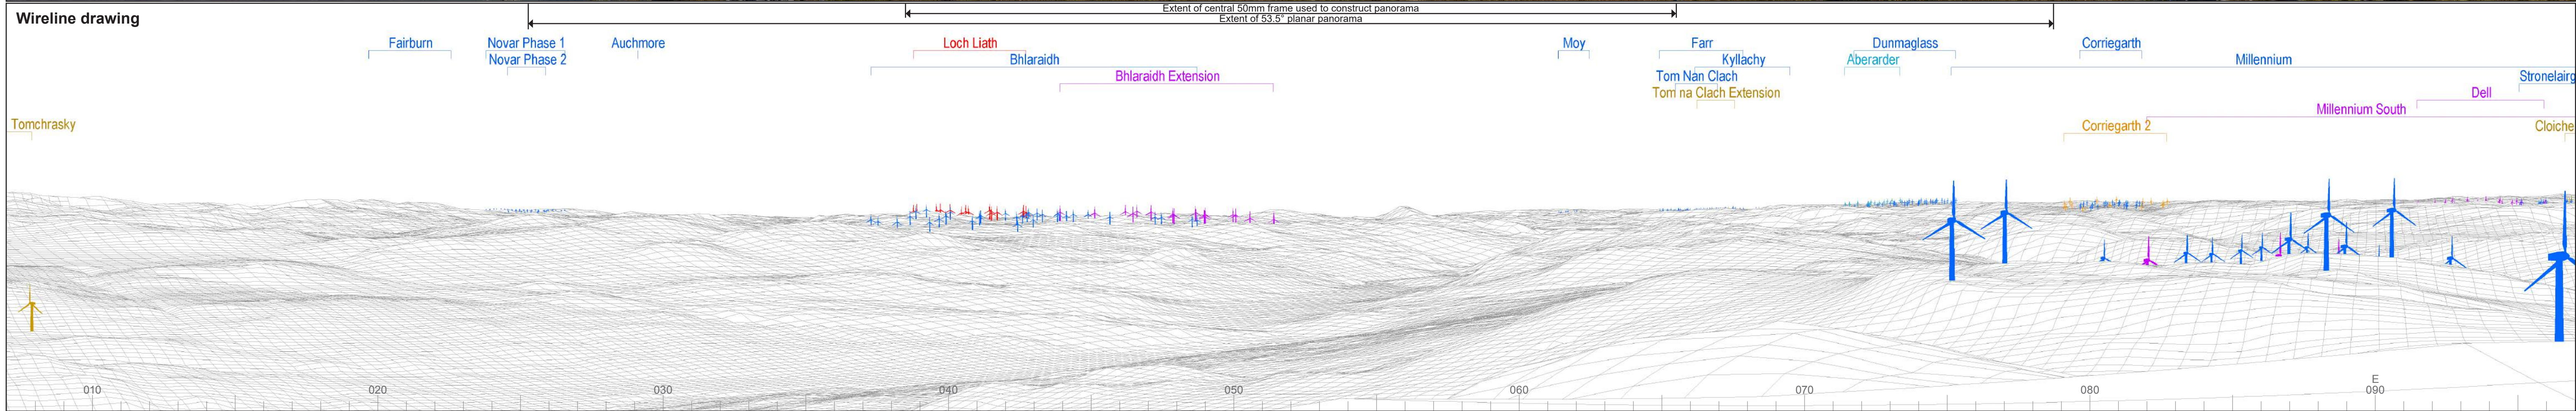 Extent of central 50mm frame used to construct panorama
Wireline drawing
Extent of 53.5° planar panorama
Fairburn Novar Phase 1 Auchmore Loch Liath Moy Farr Dunmaglass Corriegarth
Novar Phase 2 Bhlaraidh Kyllachy Aberarder Millennium
Bhlaraidh Extension Tom Nan Clach Stronelairg
Tom na Clach Extension Dell
Millennium South
Tomchrasky Corriegarth 2 Cloiche
E
010 020 030 040 050 060 070 080 090